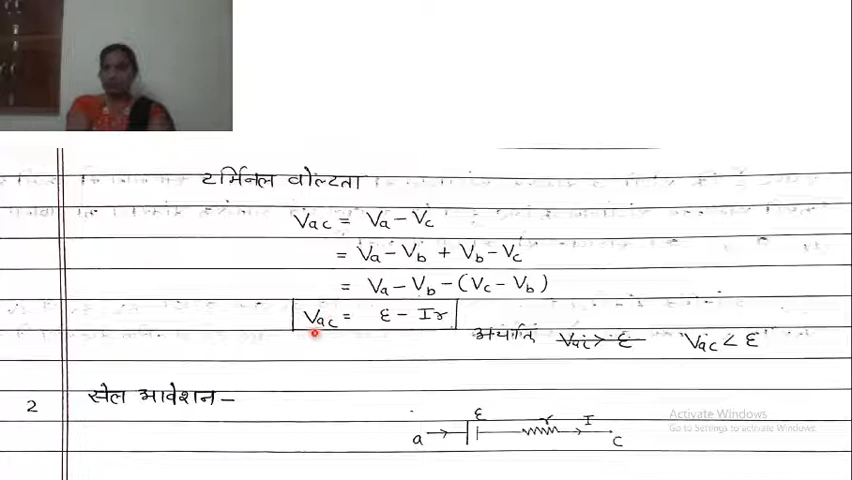 टर्मिनल वोल्टता
Vac = Va - Vc
= Va - Vb + Vb - Vc
= Va - Vb - (Vc - Vb)
Vac = ε - Ir
अर्थात Vac > ε Vac < ε
2 सेल आवेशन -
ε r I
a c
Activate Windows
Go to Settings to activate Windows.